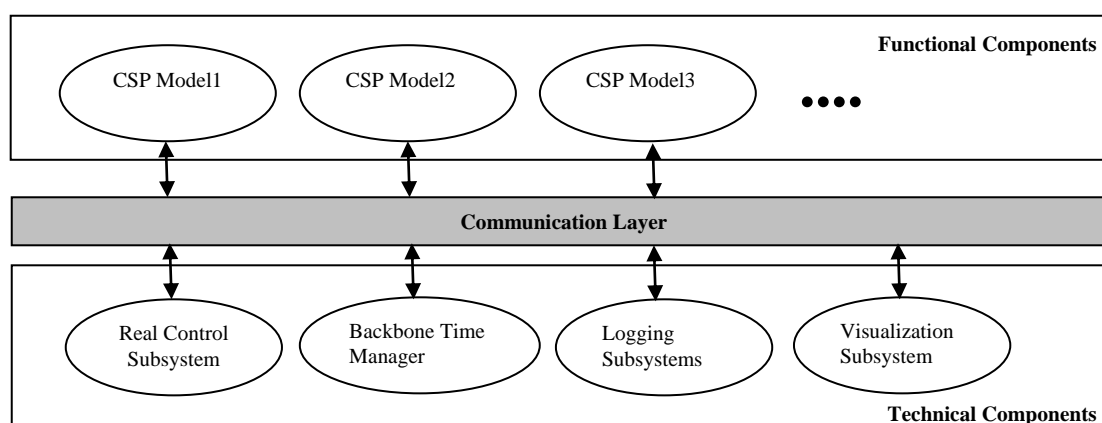 Functional Components
CSP Model1
CSP Model2
CSP Model3
Communication Layer
Real Control
Subsystem
Backbone Time
Manager
Logging
Subsystems
Visualization
Subsystem
Technical Components